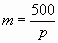 m = 500/p